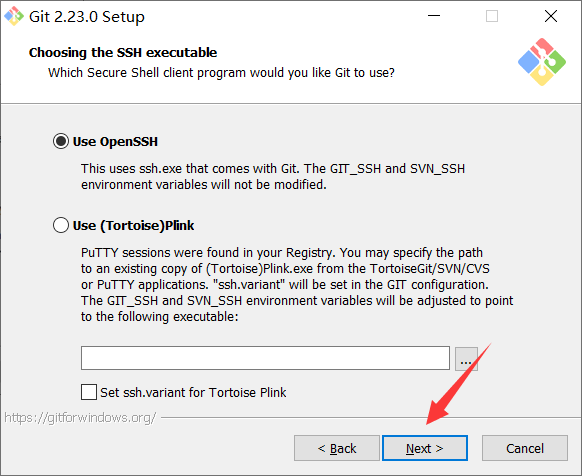 Git 2.23.0 Setup
Choosing the SSH executable
Which Secure Shell client program would you like Git to use?
Use OpenSSH
This uses ssh.exe that comes with Git. The GIT_SSH and SVN_SSH
environment variables will not be modified.
Use (Tortoise)Plink
PuTTY sessions were found in your Registry. You may specify the path
to an existing copy of (Tortoise)Plink.exe from the TortoiseGit/SVN/CVS
or PuTTY applications. "ssh.variant" will be set in the GIT configuration.
The GIT_SSH and SVN_SSH environment variables will be adjusted to point
to the following executable:
...
Set ssh.variant for Tortoise Plink
https://gitforwindows.org/
< Back Next > Cancel